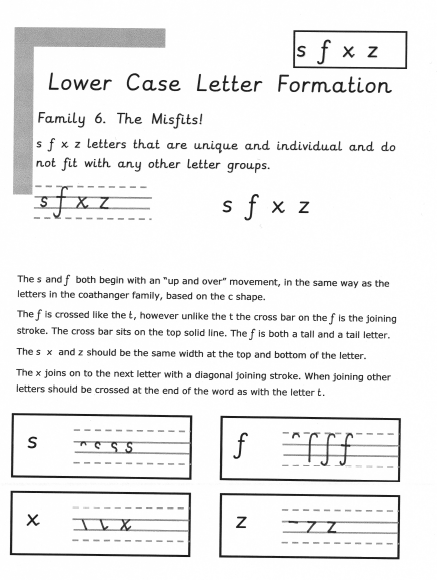 s f x z
Lower Case Letter Formation
Family 6. The Misfits!
s f x z letters that are unique and individual and do
not fit with any other letter groups.
s f x z s f x z
The s and f both begin with an "up and over" movement, in the same way as the
letters in the coathanger family, based on the c shape.
The f is crossed like the t, however unlike the t the cross bar on the f is the joining
stroke. The cross bar sits on the top solid line. The f is both a tall and a tail letter.
The s x and z should be the same width at the top and bottom of the letter.
The x joins on to the next letter with a diagonal joining stroke. When joining other
letters should be crossed at the end of the word as with the letter t.
s s s f f
x x z z